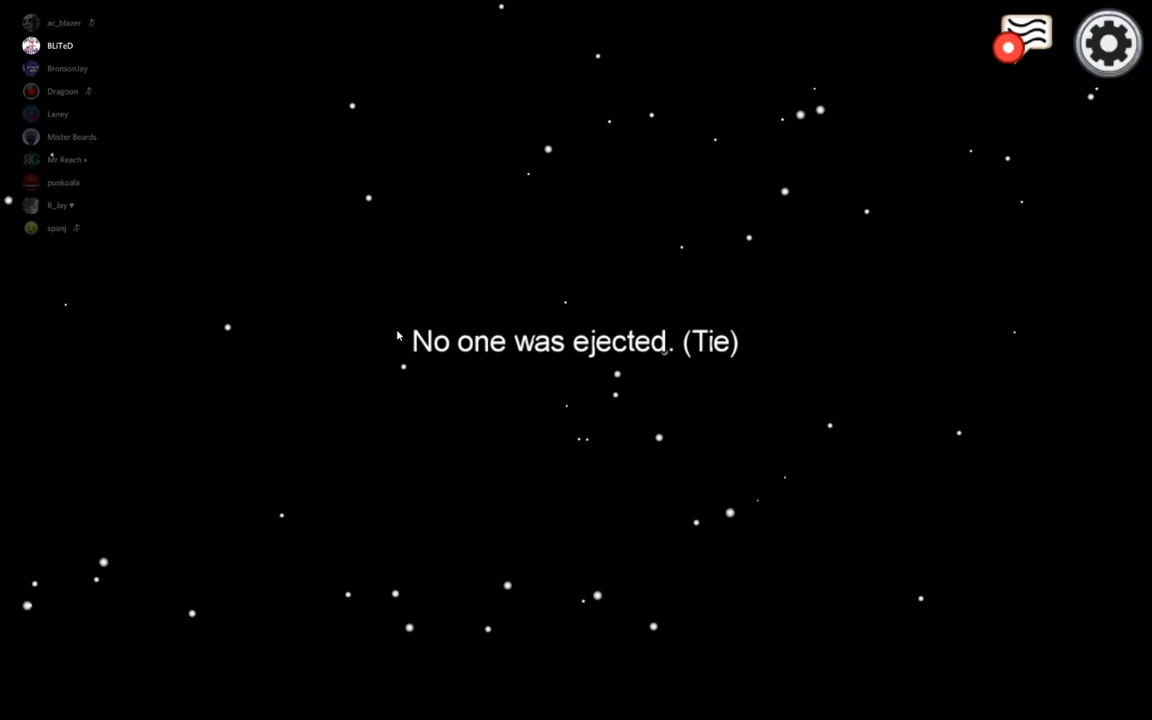 ac_blazer
BLiTeD
BronsonJay
Dragoon
Laney
Mister Beards
Mr.Reach +
punkoala
R_Jay ♥
spanj
No one was ejected. (Tie)